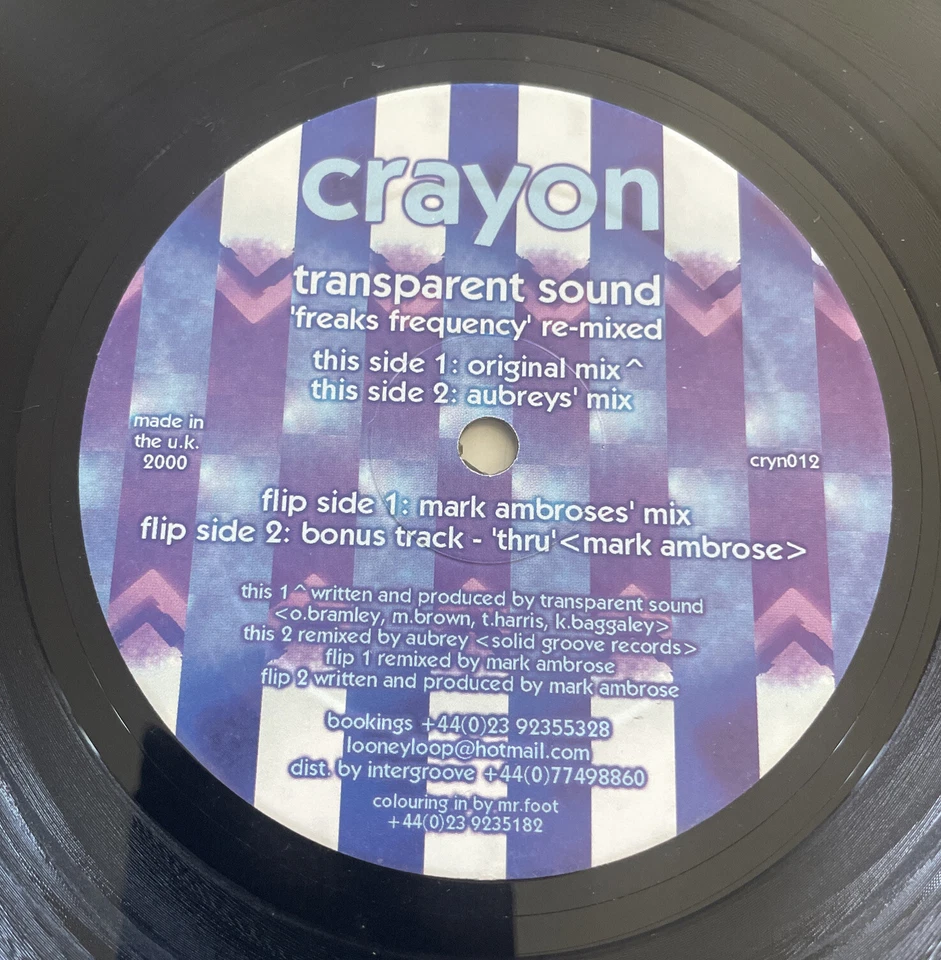 crayon
transparent sound
'freaks frequency' re-mixed
this side 1: original mix ^
this side 2: aubreys' mix
made in
the u.k.
2000
cryn012
flip side 1: mark ambroses' mix
flip side 2: bonus track - 'thru'<mark ambrose>
this 1 ^ written and produced by transparent sound
<o.bramley, m.brown, t.harris, k.baggaley>
this 2 remixed by aubrey <solid groove records>
flip 1 remixed by mark ambrose
flip 2 written and produced by mark ambrose
bookings +44(0)23 92355328
looneyloop@hotmail.com
dist. by intergroove +44(0)77498860
colouring in by mr.foot
+44(0)23 9235182